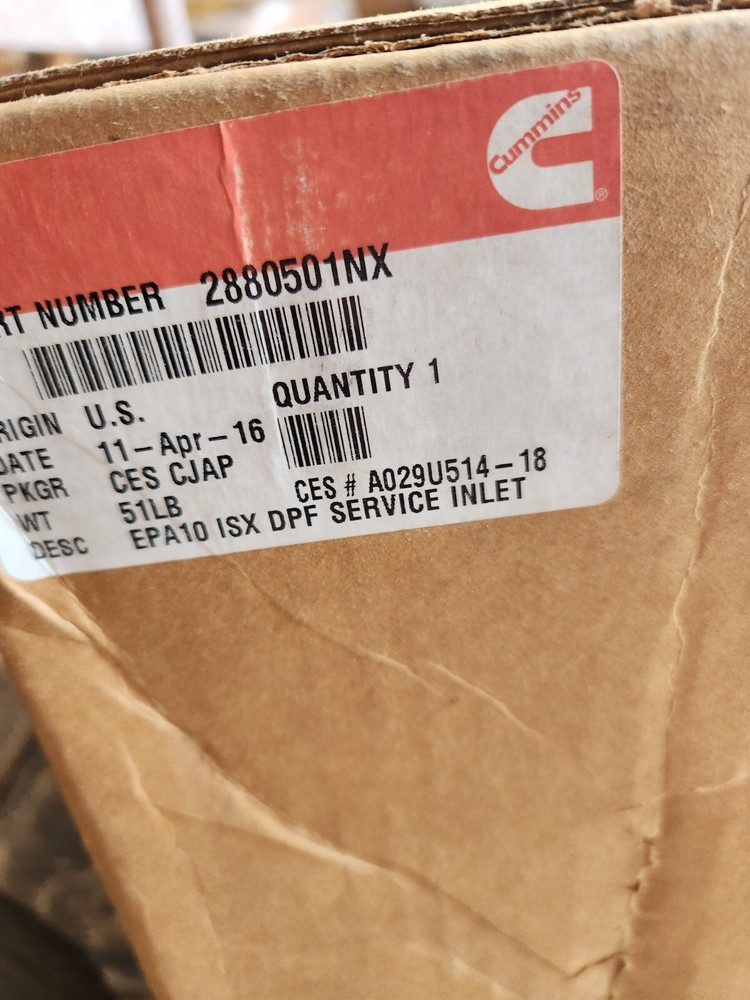 Cummins
®
RT NUMBER 2880501NX
RIGIN U.S. QUANTITY 1
DATE 11-Apr-16
PKGR CES CJAP
WT 51LB CES # A029U514-18
DESC EPA10 ISX DPF SERVICE INLET